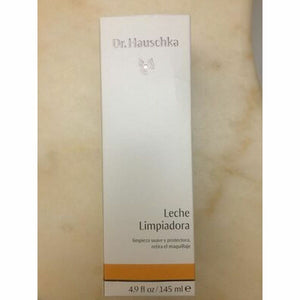 Dr. Hauschka
Leche
Limpiadora
limpieza suave y protectora,
retira el maquillaje
4.9 fl oz / 145 ml ℮